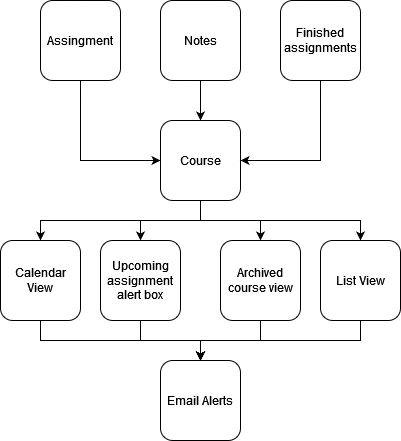 Assingment
Notes
Finished
assignments
Course
Calendar
View
Upcoming
assignment
alert box
Archived
course view
List View
Email Alerts